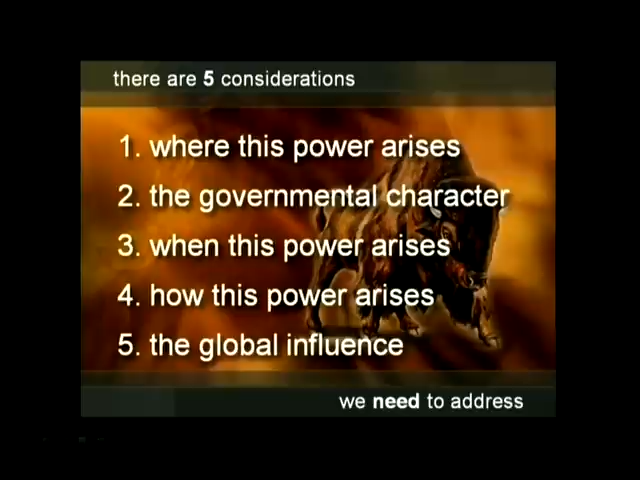 there are 5 considerations
1. where this power arises
2. the governmental character
3. when this power arises
4. how this power arises
5. the global influence
we need to address